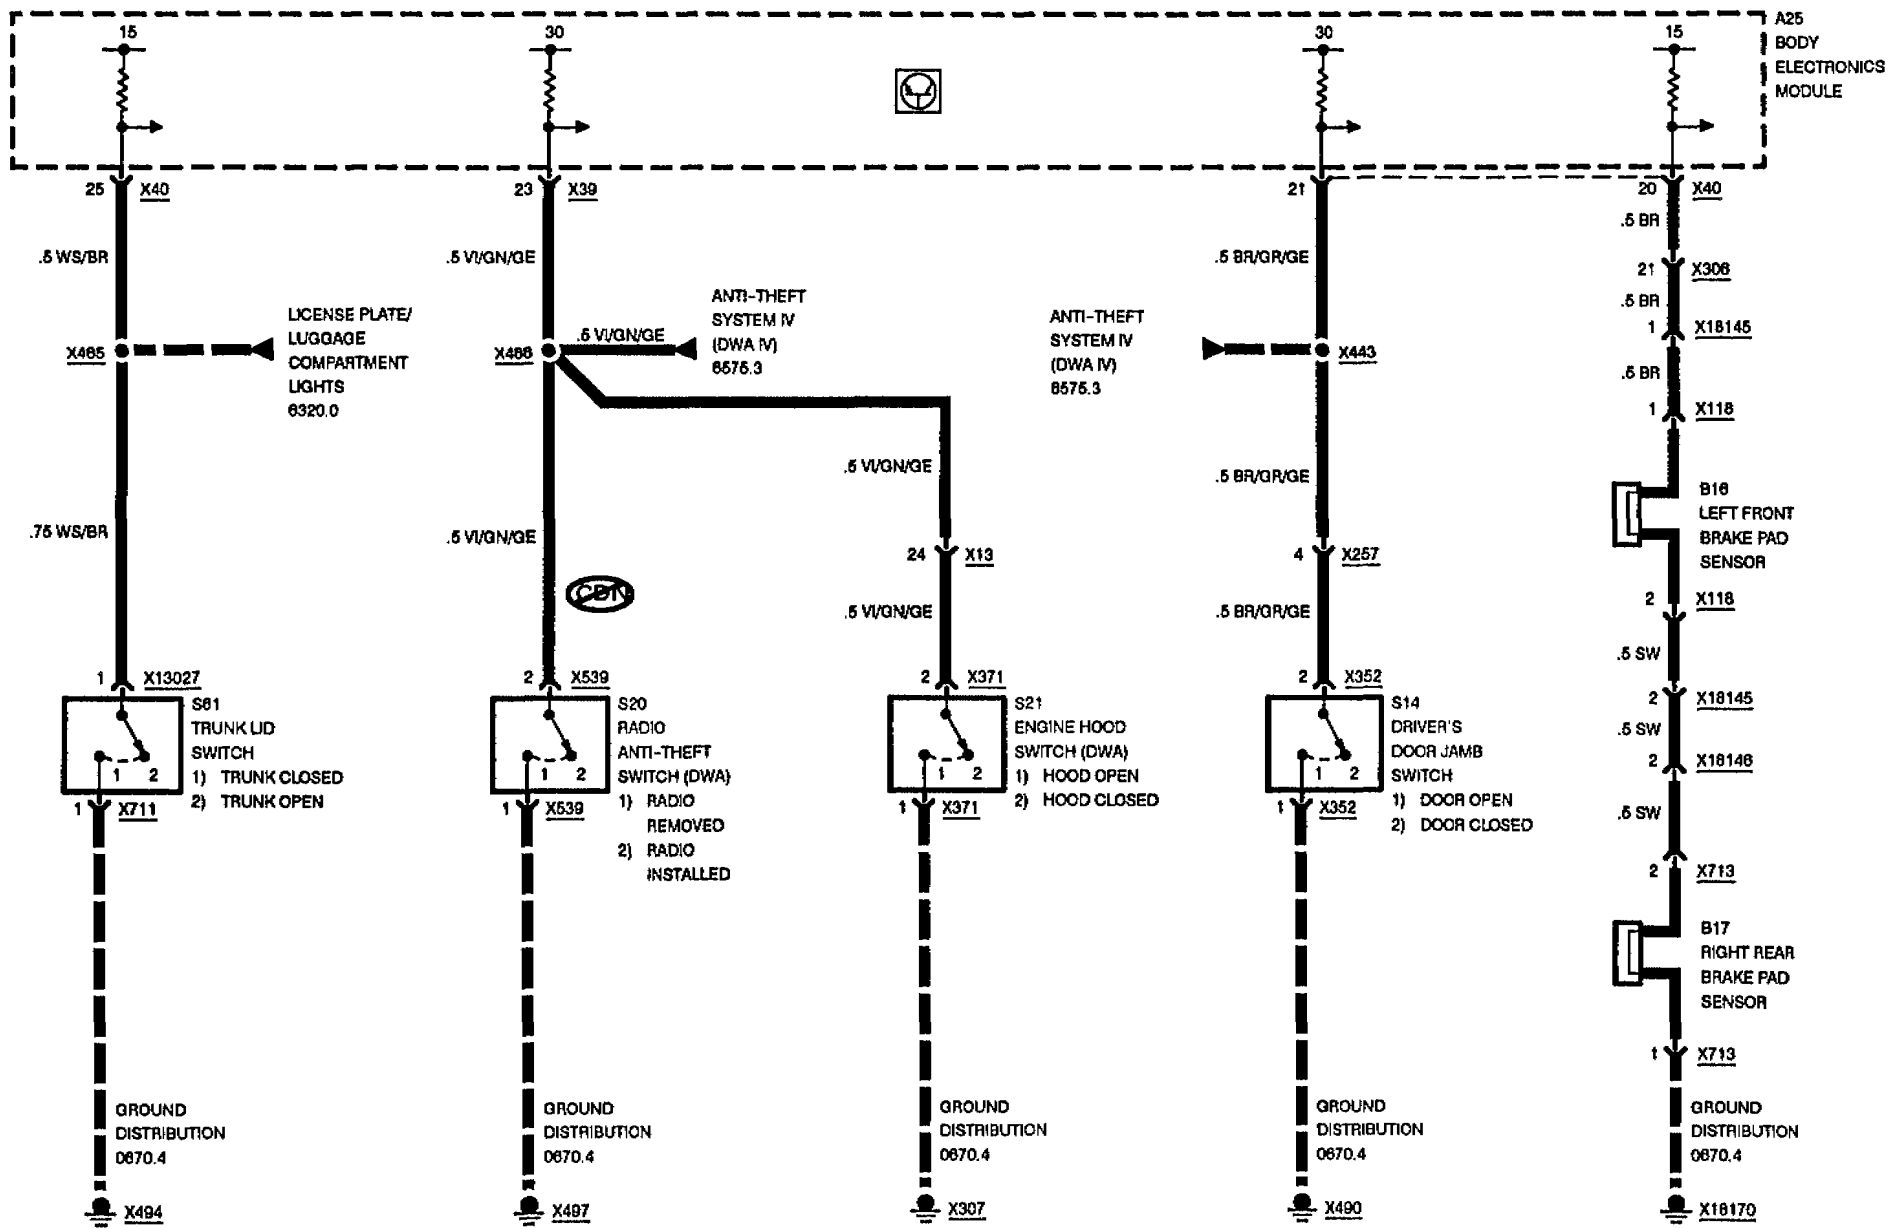 15
30
30
15
A25
BODY
ELECTRONICS
MODULE
25 X40
23 X39
21
20 X40
.5 WS/BR
.5 VI/GN/GE
.5 BR/GR/GE
.5 BR
21 X306
.5 BR
1 X18145
.5 BR
1 X118
X465
LICENSE PLATE/
LUGGAGE
COMPARTMENT
LIGHTS
6320.0
X466
.5 VI/GN/GE
ANTI-THEFT
SYSTEM IV
(DWA IV)
6575.3
ANTI-THEFT
SYSTEM IV
(DWA IV)
6575.3
X443
.75 WS/BR
.5 VI/GN/GE
CDN
.5 VI/GN/GE
24 X13
.5 VI/GN/GE
.5 BR/GR/GE
4 X257
.5 BR/GR/GE
B16
LEFT FRONT
BRAKE PAD
SENSOR
2 X118
.5 SW
2 X18145
.5 SW
2 X18146
.5 SW
2 X713
B17
RIGHT REAR
BRAKE PAD
SENSOR
1 X713
1 X13027
S61
TRUNK LID
SWITCH
1) TRUNK CLOSED
2) TRUNK OPEN
1 2
1 X711
2 X539
S20
RADIO
ANTI-THEFT
SWITCH (DWA)
1) RADIO
REMOVED
2) RADIO
INSTALLED
1 2
1 X539
2 X371
S21
ENGINE HOOD
SWITCH (DWA)
1) HOOD OPEN
2) HOOD CLOSED
1 2
1 X371
2 X352
S14
DRIVER'S
DOOR JAMB
SWITCH
1) DOOR OPEN
2) DOOR CLOSED
1 2
1 X352
GROUND
DISTRIBUTION
0670.4
X494
GROUND
DISTRIBUTION
0670.4
X497
GROUND
DISTRIBUTION
0670.4
X307
GROUND
DISTRIBUTION
0670.4
X490
GROUND
DISTRIBUTION
0670.4
X18170